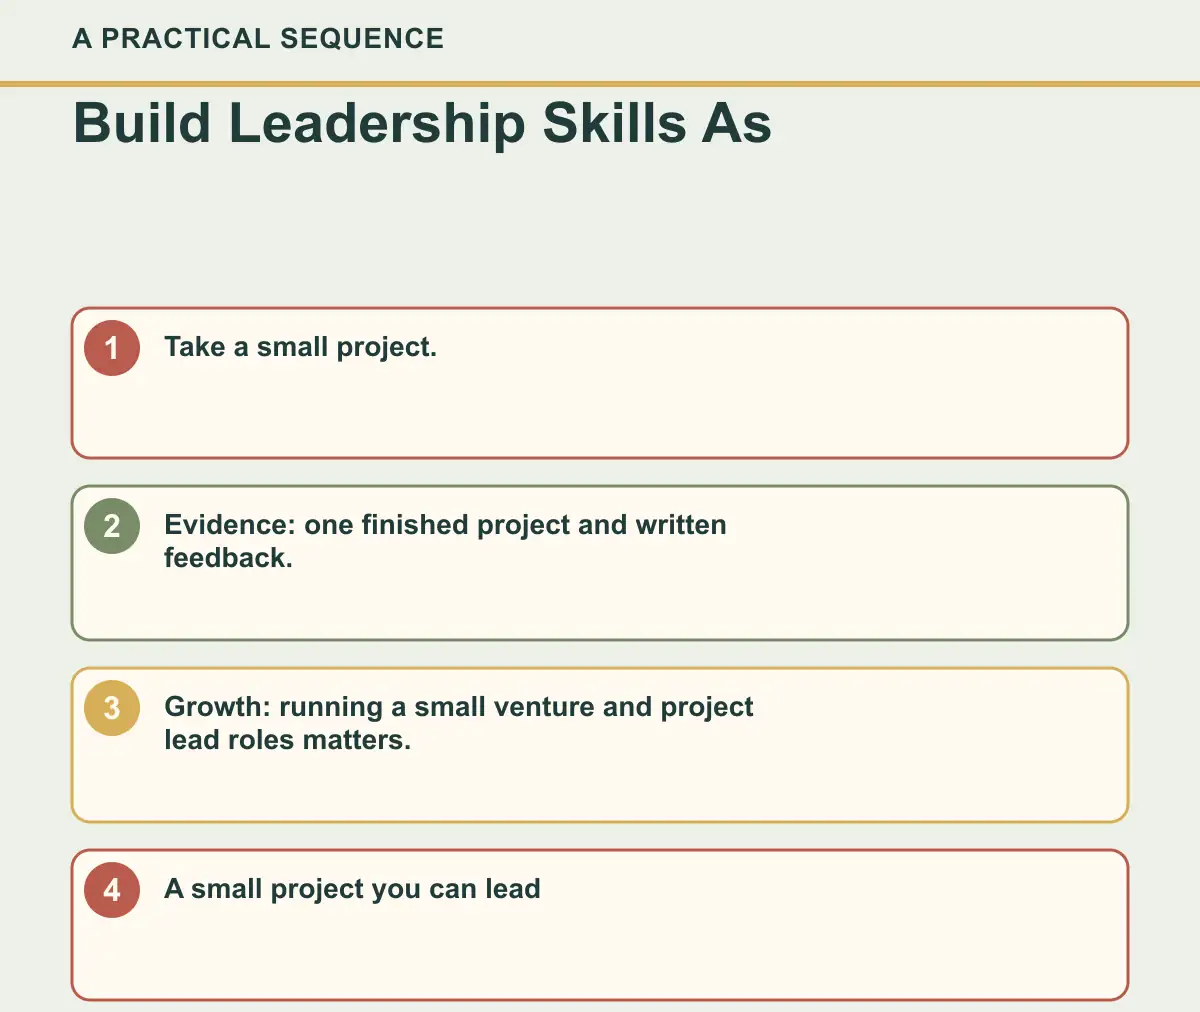 A PRACTICAL SEQUENCE
Build Leadership Skills As
1
Take a small project.
2
Evidence: one finished project and written
feedback.
3
Growth: running a small venture and project
lead roles matters.
4
A small project you can lead